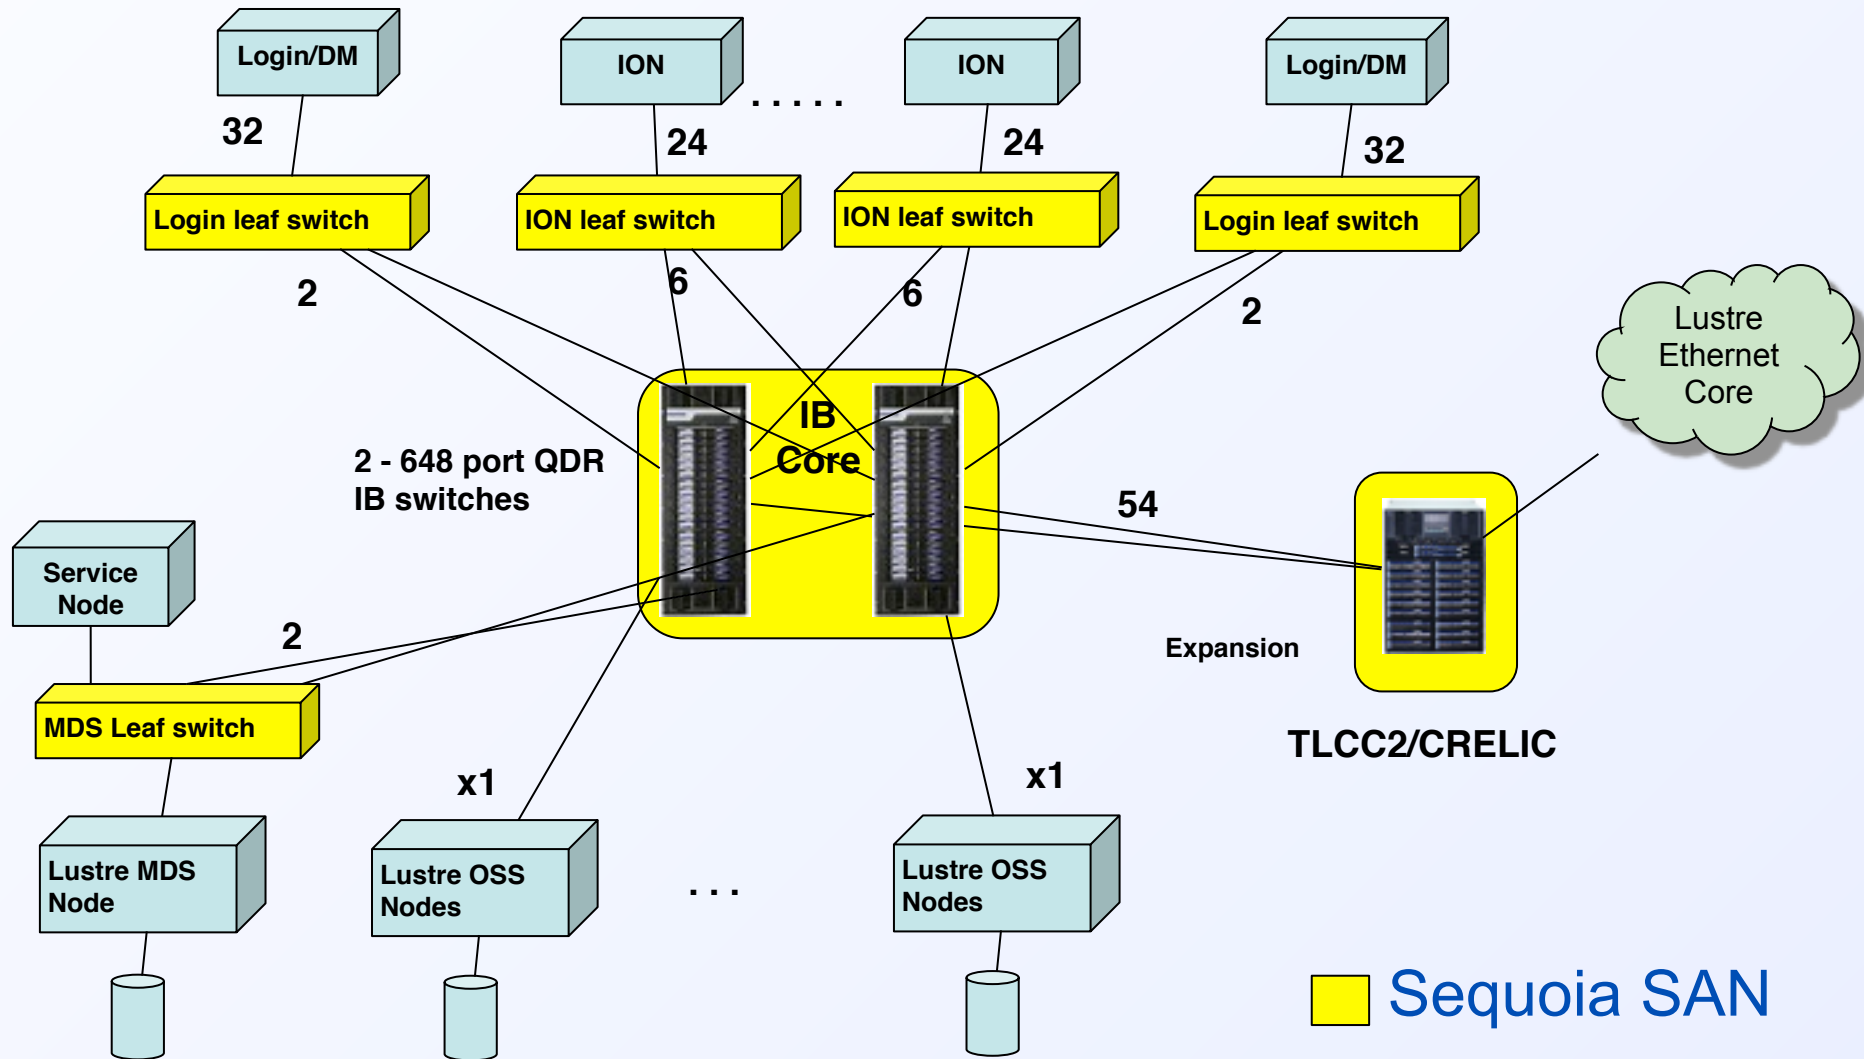 Login/DM
ION
. . . . .
ION
Login/DM
32
24
24
32
Login leaf switch
ION leaf switch
ION leaf switch
Login leaf switch
2
6
6
2
Lustre
Ethernet
Core
IB
Core
2 - 648 port QDR
IB switches
54
Service
Node
2
Expansion
MDS Leaf switch
TLCC2/CRELIC
x1
x1
Lustre MDS
Node
Lustre OSS
Nodes
. . .
Lustre OSS
Nodes
Sequoia SAN